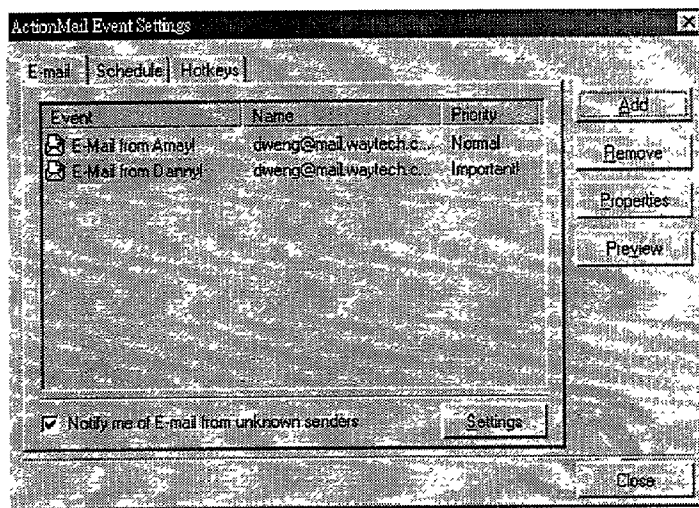 ActionMail Event Settings
E-mail Schedule Hotkeys
Event Name Priority
E-Mail from Amay! dweng@mail.waytech.c... Normal
E-Mail from Danny! dweng@mail.waytech.c... Important!
Add
Remove
Properties
Preview
Notify me of E-mail from unknown senders
Settings
Close